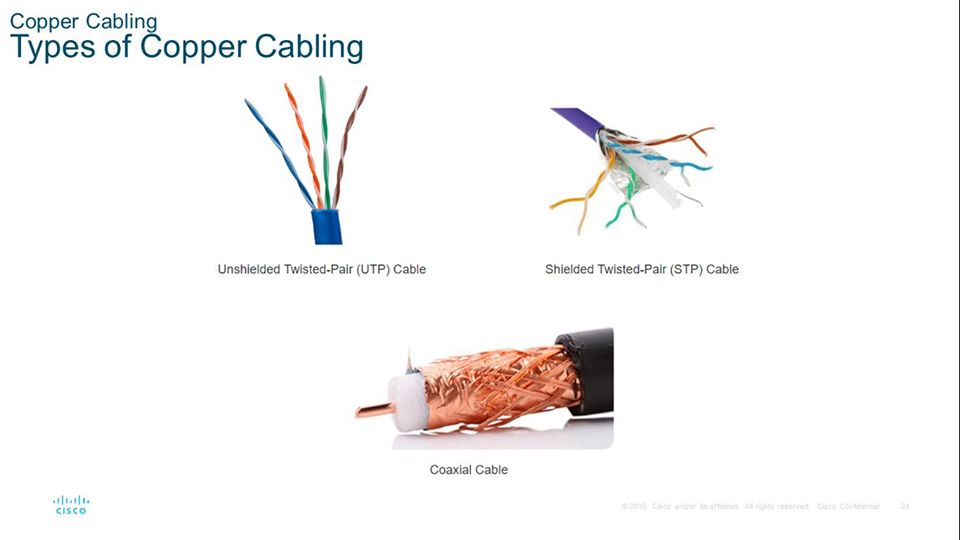 Copper Cabling
Types of Copper Cabling
Unshielded Twisted-Pair (UTP) Cable
Shielded Twisted-Pair (STP) Cable
Coaxial Cable
CISCO
© 2016 Cisco and/or its affiliates. All rights reserved. Cisco Confidential
24